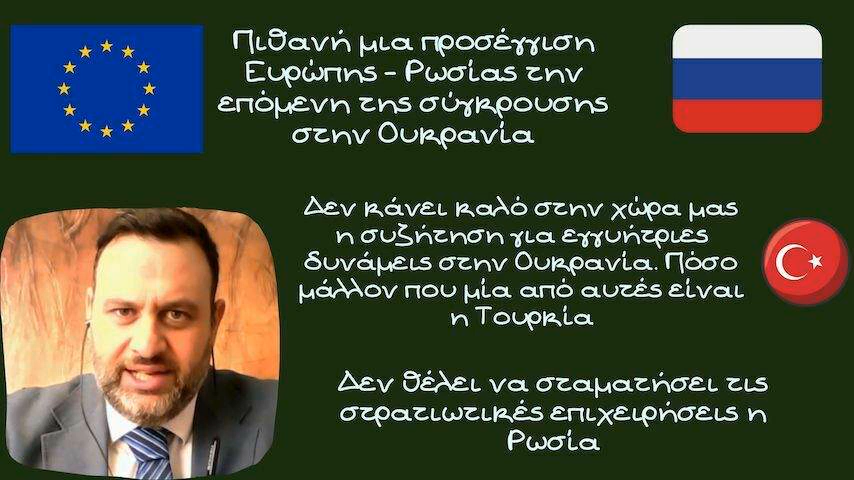 Πιθανή μια προσέγγιση
Ευρώπης - Ρωσίας την
επόμενη της σύγκρουσης
στην Ουκρανία
Δεν κάνει καλό στην χώρα μας
η συζήτηση για εγγυήτριες
δυνάμεις στην Ουκρανία. Πόσο
μάλλον που μία από αυτές είναι
η Τουρκία
Δεν θέλει να σταματήσει τις
στρατιωτικές επιχειρήσεις η
Ρωσία